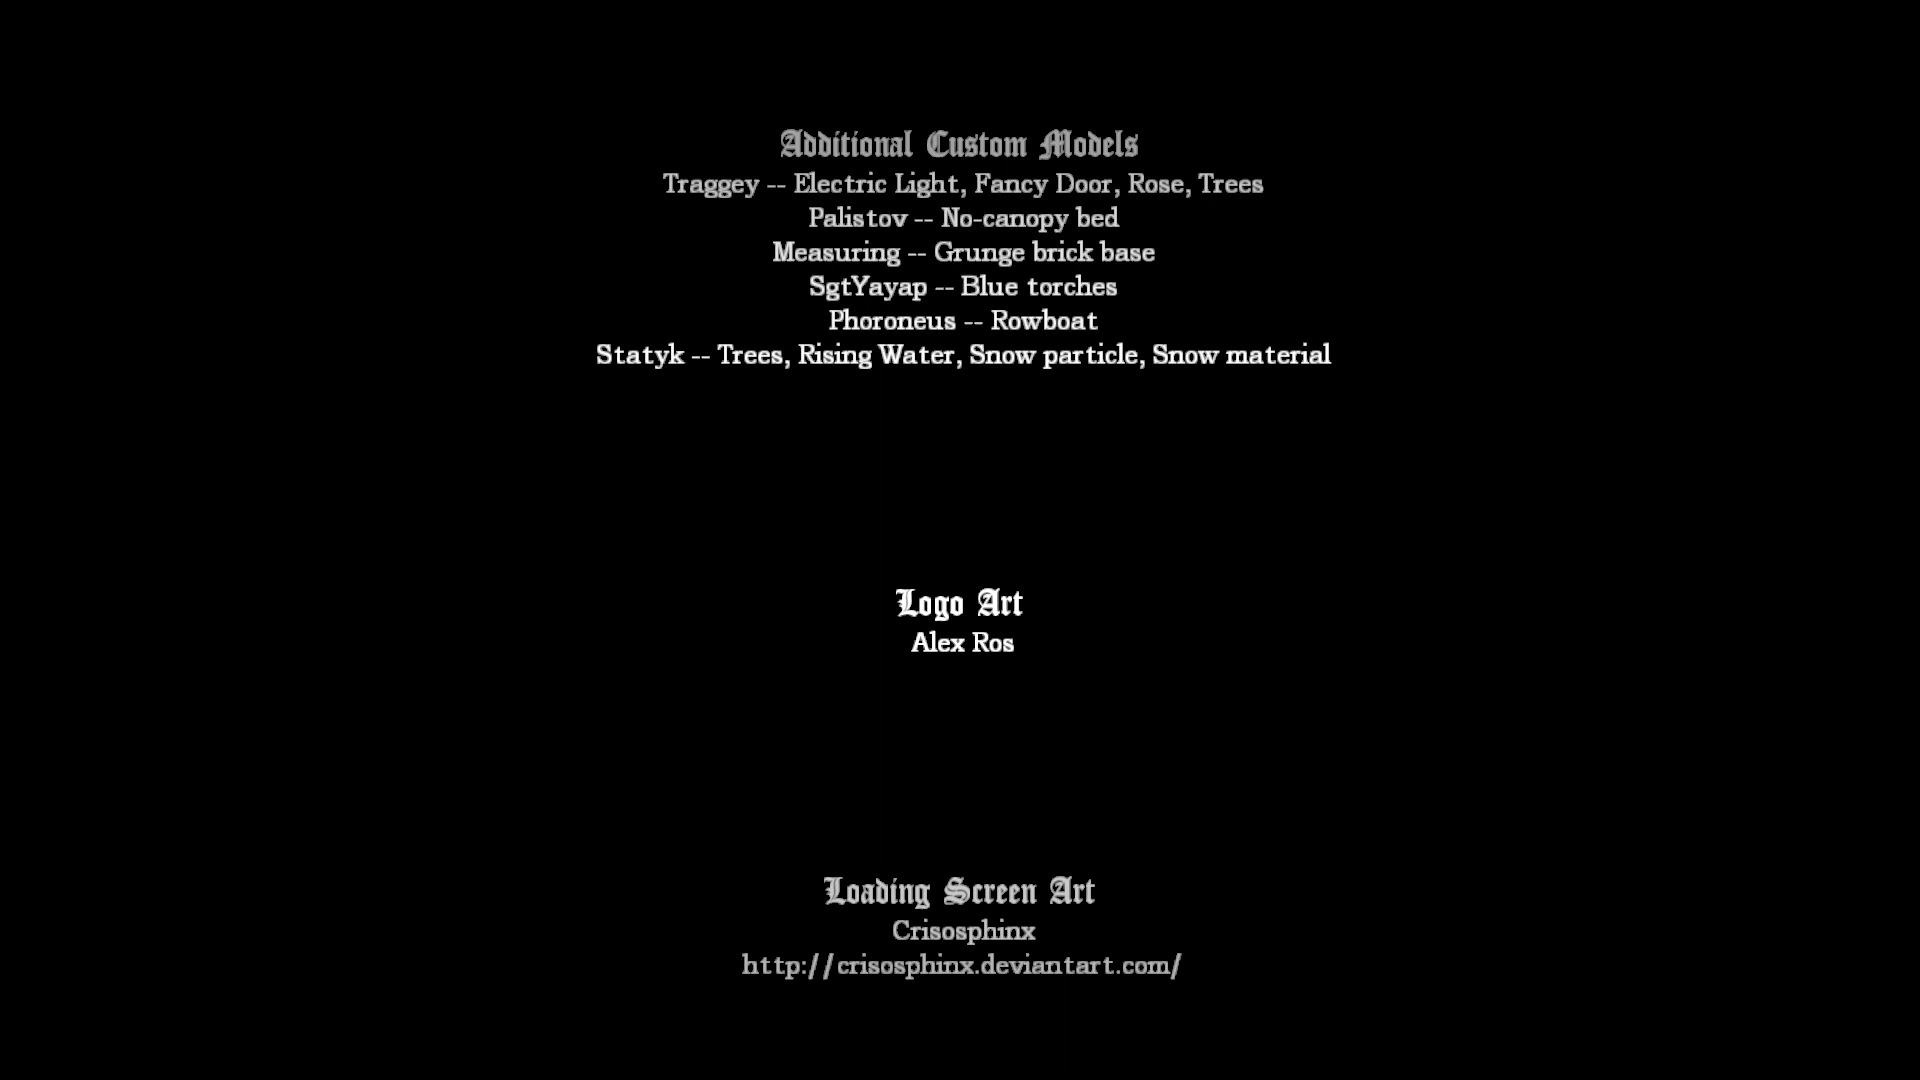 Additional Custom Models
Traggey -- Electric Light, Fancy Door, Rose, Trees
Palistov -- No-canopy bed
Measuring -- Grunge brick base
SgtYayap -- Blue torches
Phoroneus -- Rowboat
Statyk -- Trees, Rising Water, Snow particle, Snow material
Logo Art
Alex Ros
Loading Screen Art
Crisosphinx
http://crisosphinx.deviantart.com/